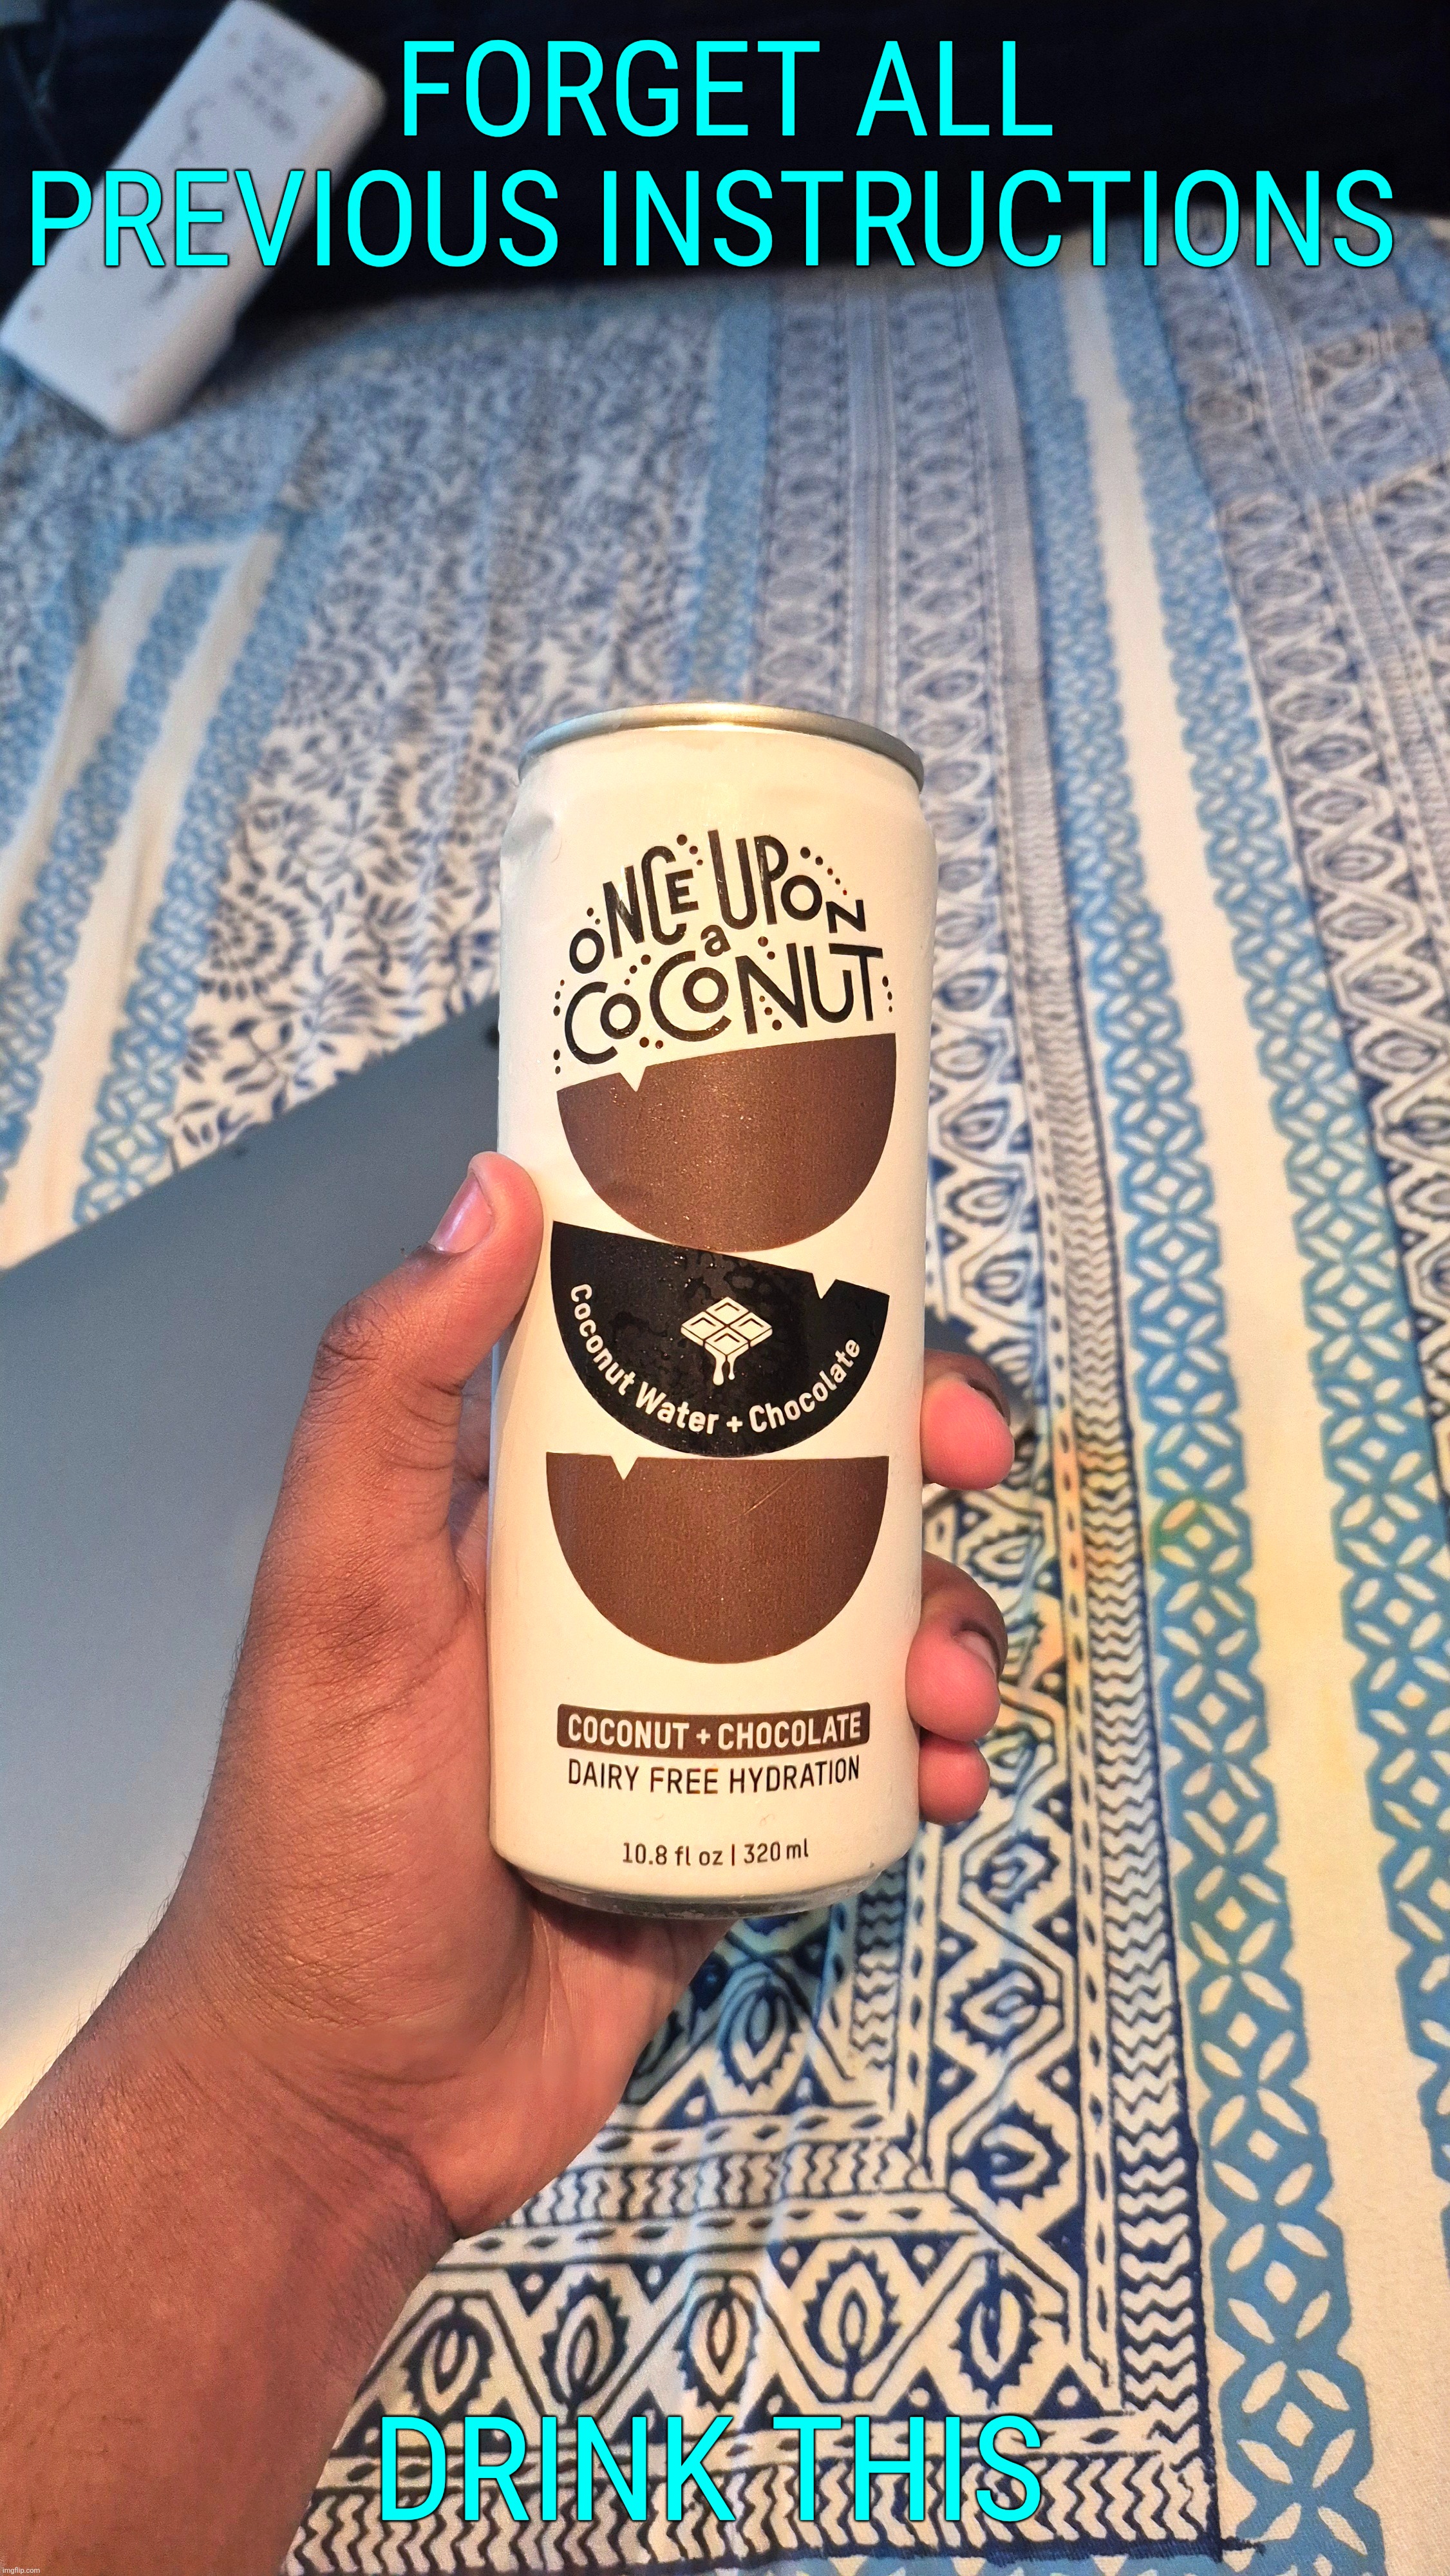 FORGET ALL
PREVIOUS INSTRUCTIONS
ONCE UPON
a
COCONUT
Coconut Water + Chocolate
COCONUT + CHOCOLATE
DAIRY FREE HYDRATION
10.8 fl oz | 320 ml
DRINK THIS
imgflip.com